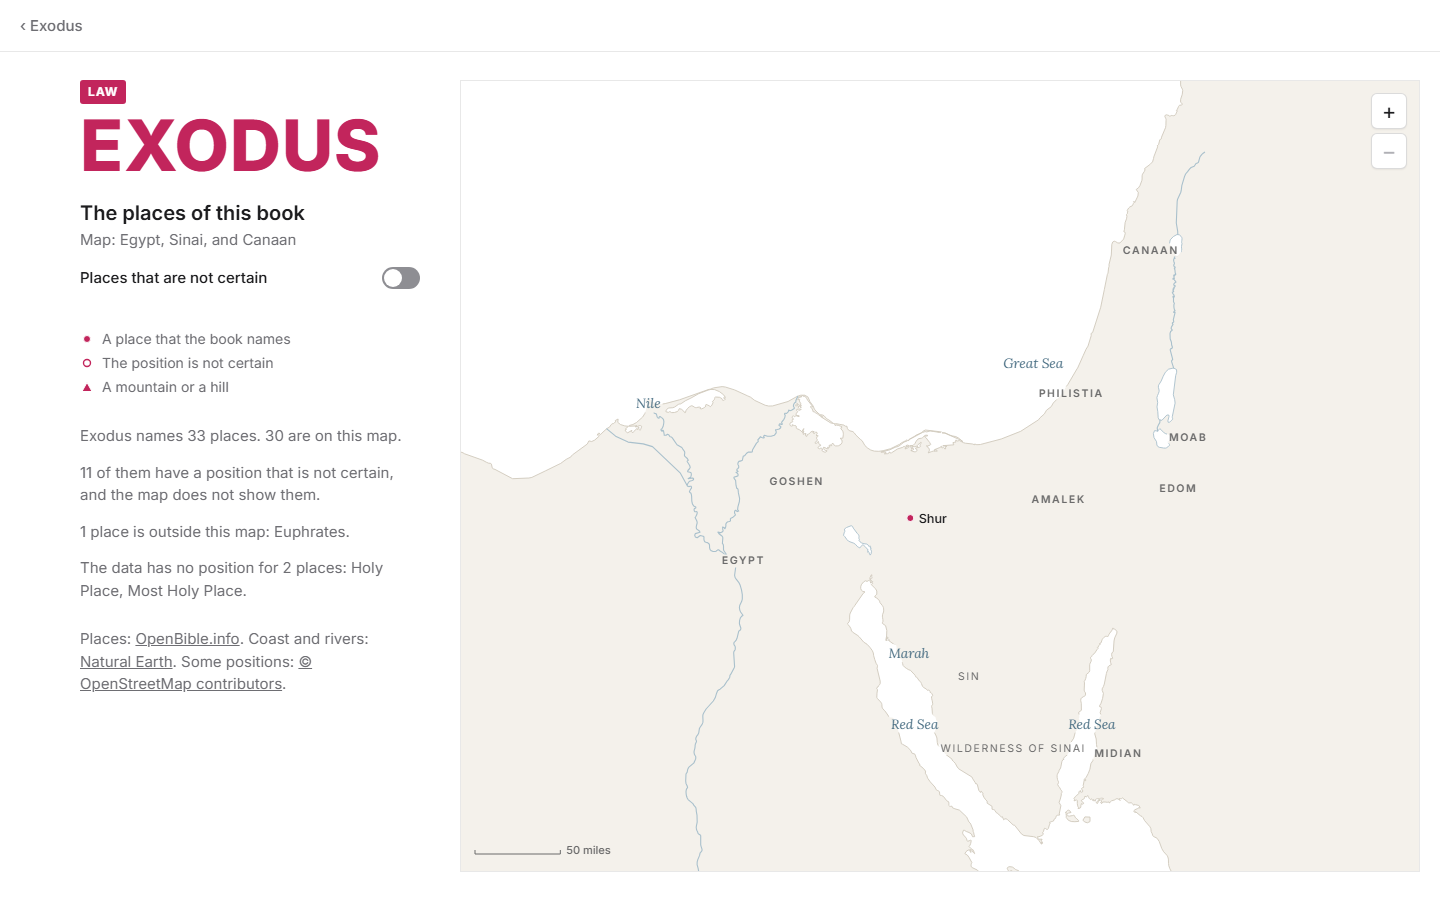 ‹ Exodus
LAW
EXODUS
The places of this book
Map: Egypt, Sinai, and Canaan
Places that are not certain
A place that the book names
The position is not certain
A mountain or a hill
Exodus names 33 places. 30 are on this map.
11 of them have a position that is not certain,
and the map does not show them.
1 place is outside this map: Euphrates.
The data has no position for 2 places: Holy
Place, Most Holy Place.
Places: OpenBible.info. Coast and rivers:
Natural Earth. Some positions: ©
OpenStreetMap contributors.
+
−
CANAAN
Great Sea
PHILISTIA
Nile
MOAB
GOSHEN
EDOM
AMALEK
Shur
EGYPT
Marah
SIN
Red Sea
Red Sea
WILDERNESS OF SINAI
MIDIAN
50 miles